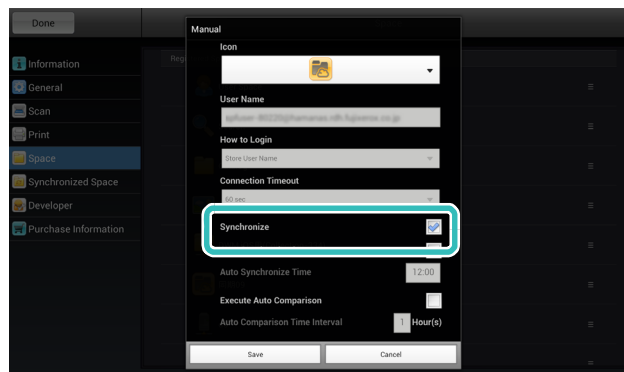 Done
Manual
Icon
Information
Reg
General
User Name
Scan
How to Login
Print
Store User Name
Space
Connection Timeout
Synchronized Space
60 sec
Developer
Synchronize
Purchase Information
Auto Synchronize Time
12:00
Execute Auto Comparison
Auto Comparison Time Interval
1 Hour(s)
Save
Cancel